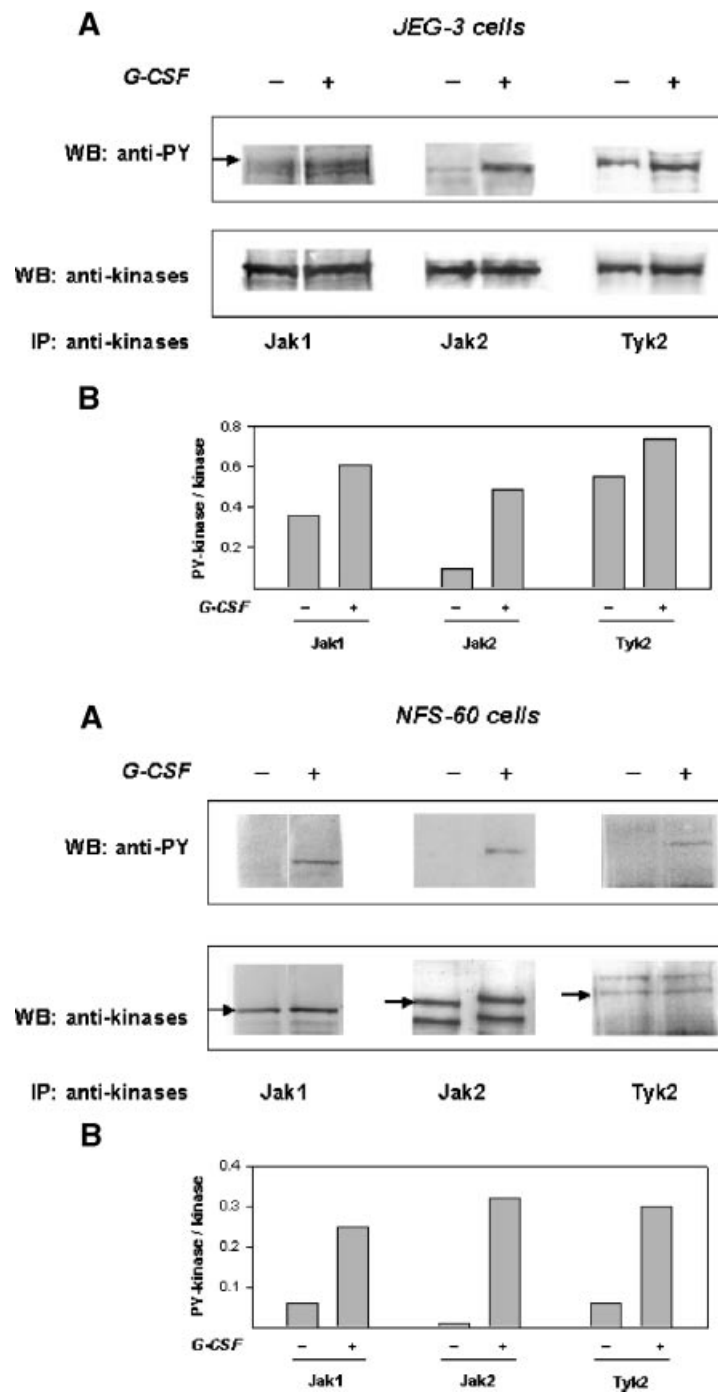 A
JEG-3 cells
G-CSF − + − + − +
WB: anti-PY
WB: anti-kinases
IP: anti-kinases Jak1 Jak2 Tyk2
B
PY-kinase / kinase
0.8
0.6
0.4
0.2
G-CSF − + − + − +
Jak1 Jak2 Tyk2
A
NFS-60 cells
G-CSF − + − + − +
WB: anti-PY
WB: anti-kinases
IP: anti-kinases Jak1 Jak2 Tyk2
B
PY-kinase / kinase
0.4
0.3
0.2
0.1
G-CSF − + − + − +
Jak1 Jak2 Tyk2